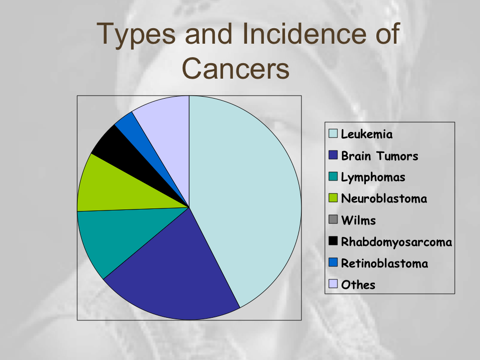 Types and Incidence of
Cancers
Leukemia
Brain Tumors
Lymphomas
Neuroblastoma
Wilms
Rhabdomyosarcoma
Retinoblastoma
Othes